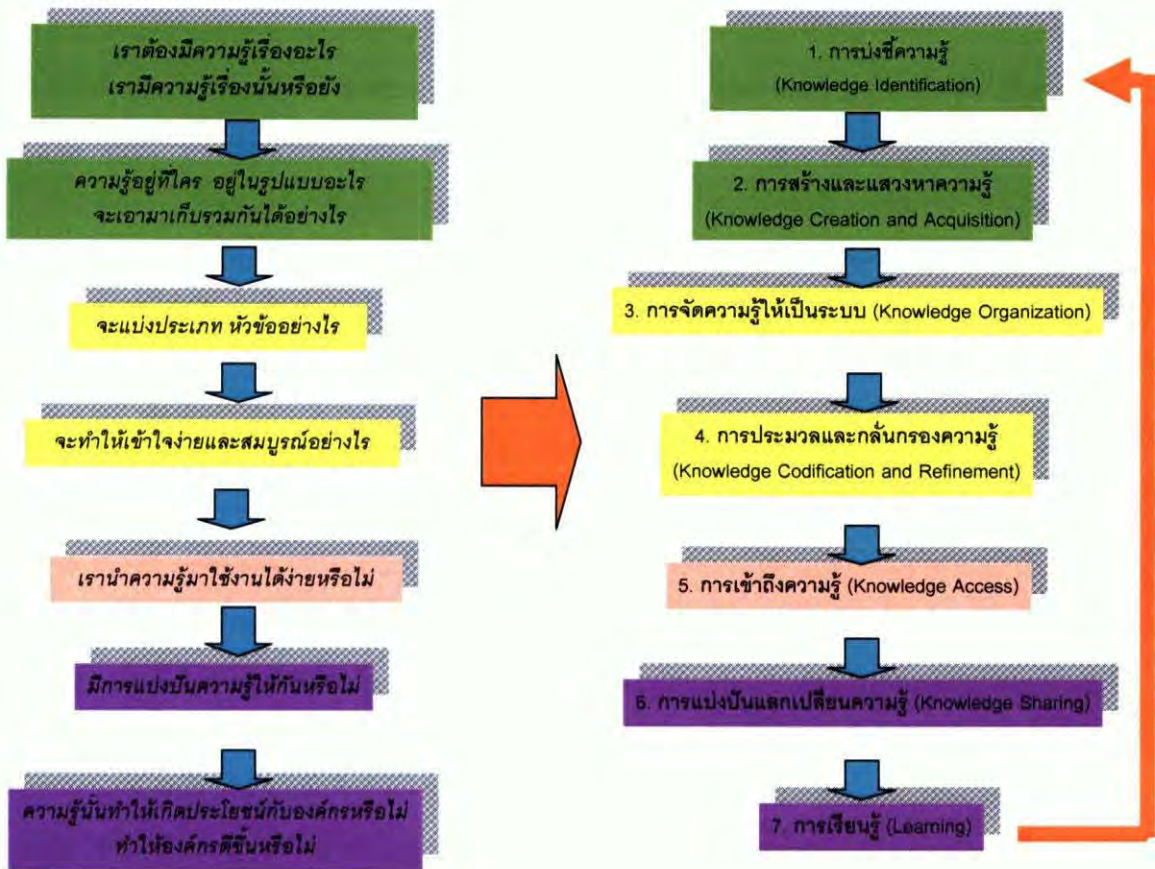 เราต้องมีความรู้เรื่องอะไร
เรามีความรู้เรื่องนั้นหรือยัง
ความรู้อยู่ที่ใคร อยู่ในรูปแบบอะไร
จะเอามาเก็บรวมกันได้อย่างไร
จะแบ่งประเภท หัวข้ออย่างไร
จะทำให้เข้าใจง่ายและสมบูรณ์อย่างไร
เรานำความรู้มาใช้งานได้ง่ายหรือไม่
มีการแบ่งปันความรู้ให้กันหรือไม่
ความรู้นั้นทำให้เกิดประโยชน์กับองค์กรหรือไม่
ทำให้องค์กรดีขึ้นหรือไม่
1. การบ่งชี้ความรู้
(Knowledge Identification)
2. การสร้างและแสวงหาความรู้
(Knowledge Creation and Acquisition)
3. การจัดความรู้ให้เป็นระบบ (Knowledge Organization)
4. การประมวลและกลั่นกรองความรู้
(Knowledge Codification and Refinement)
5. การเข้าถึงความรู้ (Knowledge Access)
6. การแบ่งปันแลกเปลี่ยนความรู้ (Knowledge Sharing)
7. การเรียนรู้ (Learning)